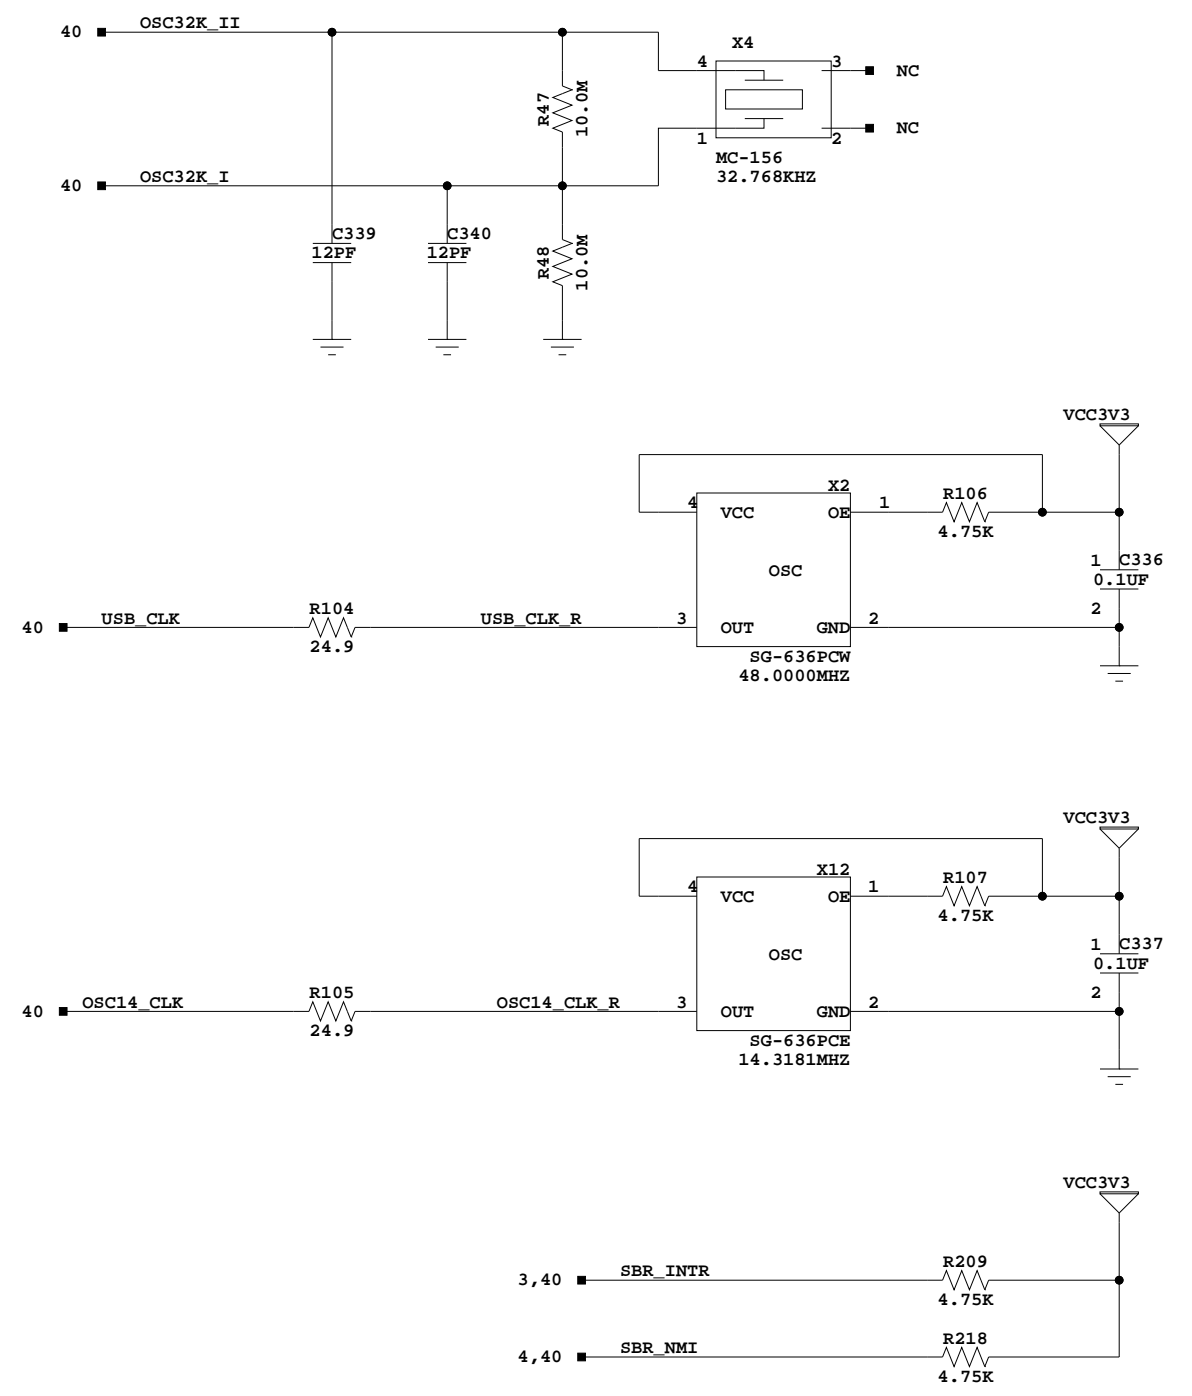 40 OSC32K_II
X4
4 3 NC
R47 10.0M
1 2 NC
MC-156
32.768KHZ
40 OSC32K_I
C339
12PF
C340
12PF
R48 10.0M
VCC3V3
X2
4 VCC OE 1
R106
4.75K
OSC
1 C336
0.1UF
2
40 USB_CLK
R104
24.9
USB_CLK_R
3 OUT GND 2
SG-636PCW
48.0000MHZ
VCC3V3
X12
4 VCC OE 1
R107
4.75K
OSC
1 C337
0.1UF
2
40 OSC14_CLK
R105
24.9
OSC14_CLK_R
3 OUT GND 2
SG-636PCE
14.3181MHZ
VCC3V3
3,40 SBR_INTR
R209
4.75K
4,40 SBR_NMI
R218
4.75K